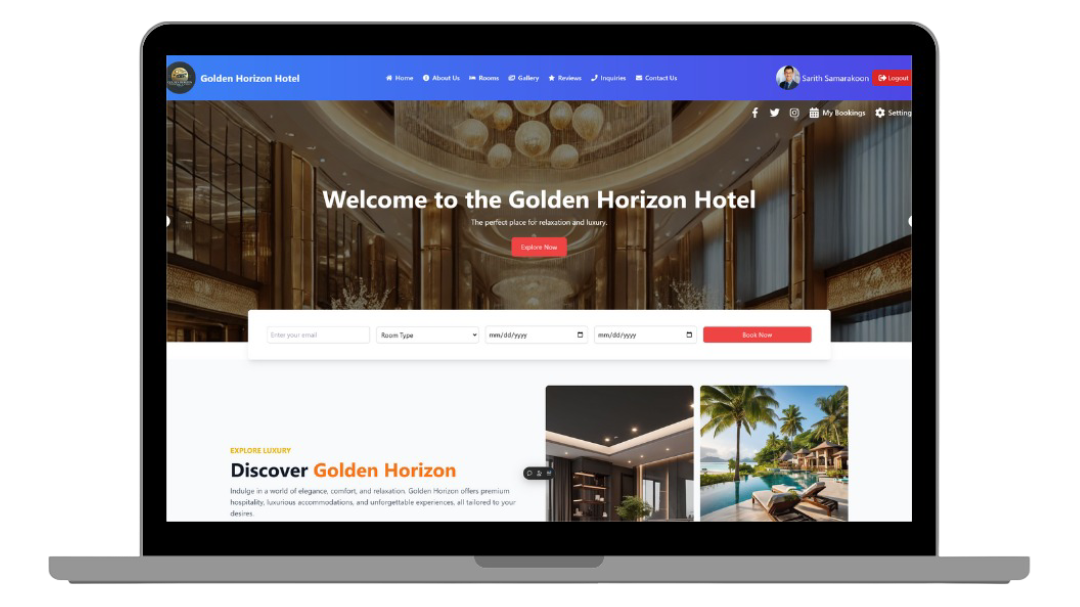 Golden Horizon Hotel
Home About Us Rooms Gallery Reviews Inquiries Contact Us
Sarith Samarakoon Logout
My Bookings Setting
Welcome to the Golden Horizon Hotel
The perfect place for relaxation and luxury.
Explore Now
Enter your email Room Type mm/dd/yyyy mm/dd/yyyy Book Now
EXPLORE LUXURY
Discover Golden Horizon
Indulge in a world of elegance, comfort, and relaxation. Golden Horizon offers premium
hospitality, luxurious accommodations, and unforgettable experiences, all tailored to your
desires.